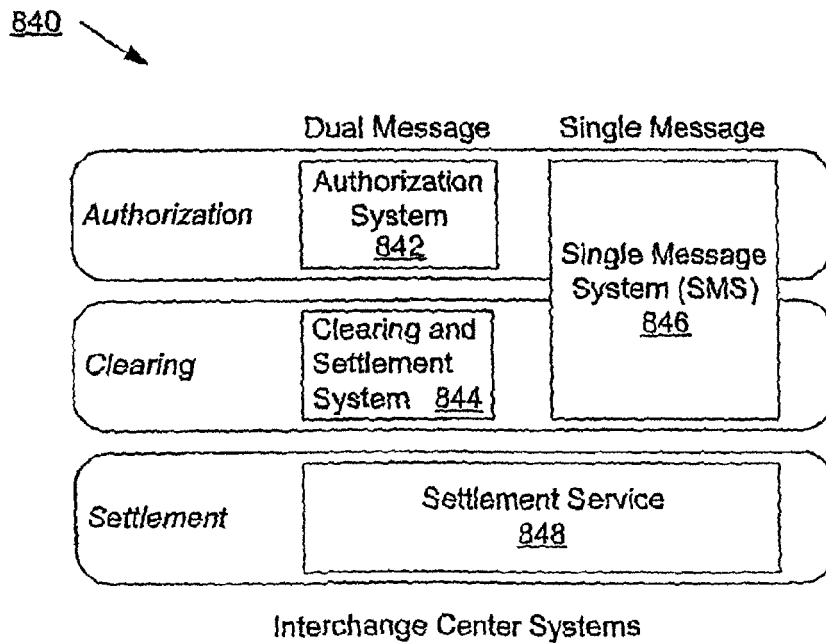 840
Dual Message Single Message
Authorization
Authorization
System
842
Single Message
System (SMS)
846
Clearing
Clearing and
Settlement
System 844
Settlement
Settlement Service
848
Interchange Center Systems